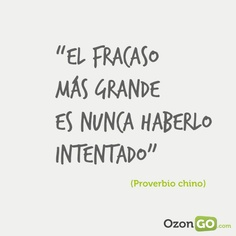 “EL FRACASO
MÁS GRANDE
ES NUNCA HABERLO
INTENTADO”
(Proverbio chino)
OzonGO.com